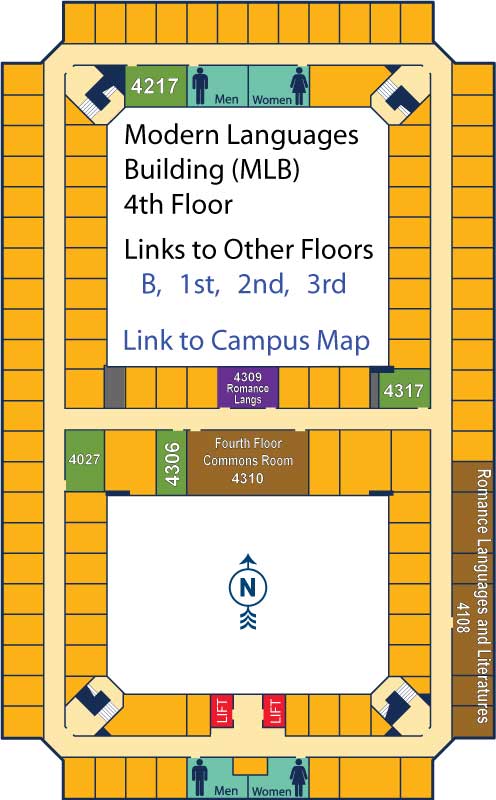 4217
Men
Women
Modern Languages
Building (MLB)
4th Floor
Links to Other Floors
B, 1st, 2nd, 3rd
Link to Campus Map
4309
Romance
Langs
4317
4027
4306
Fourth Floor
Commons Room
4310
Romance Languages and Literatures
4108
N
LIFT
LIFT
Men
Women